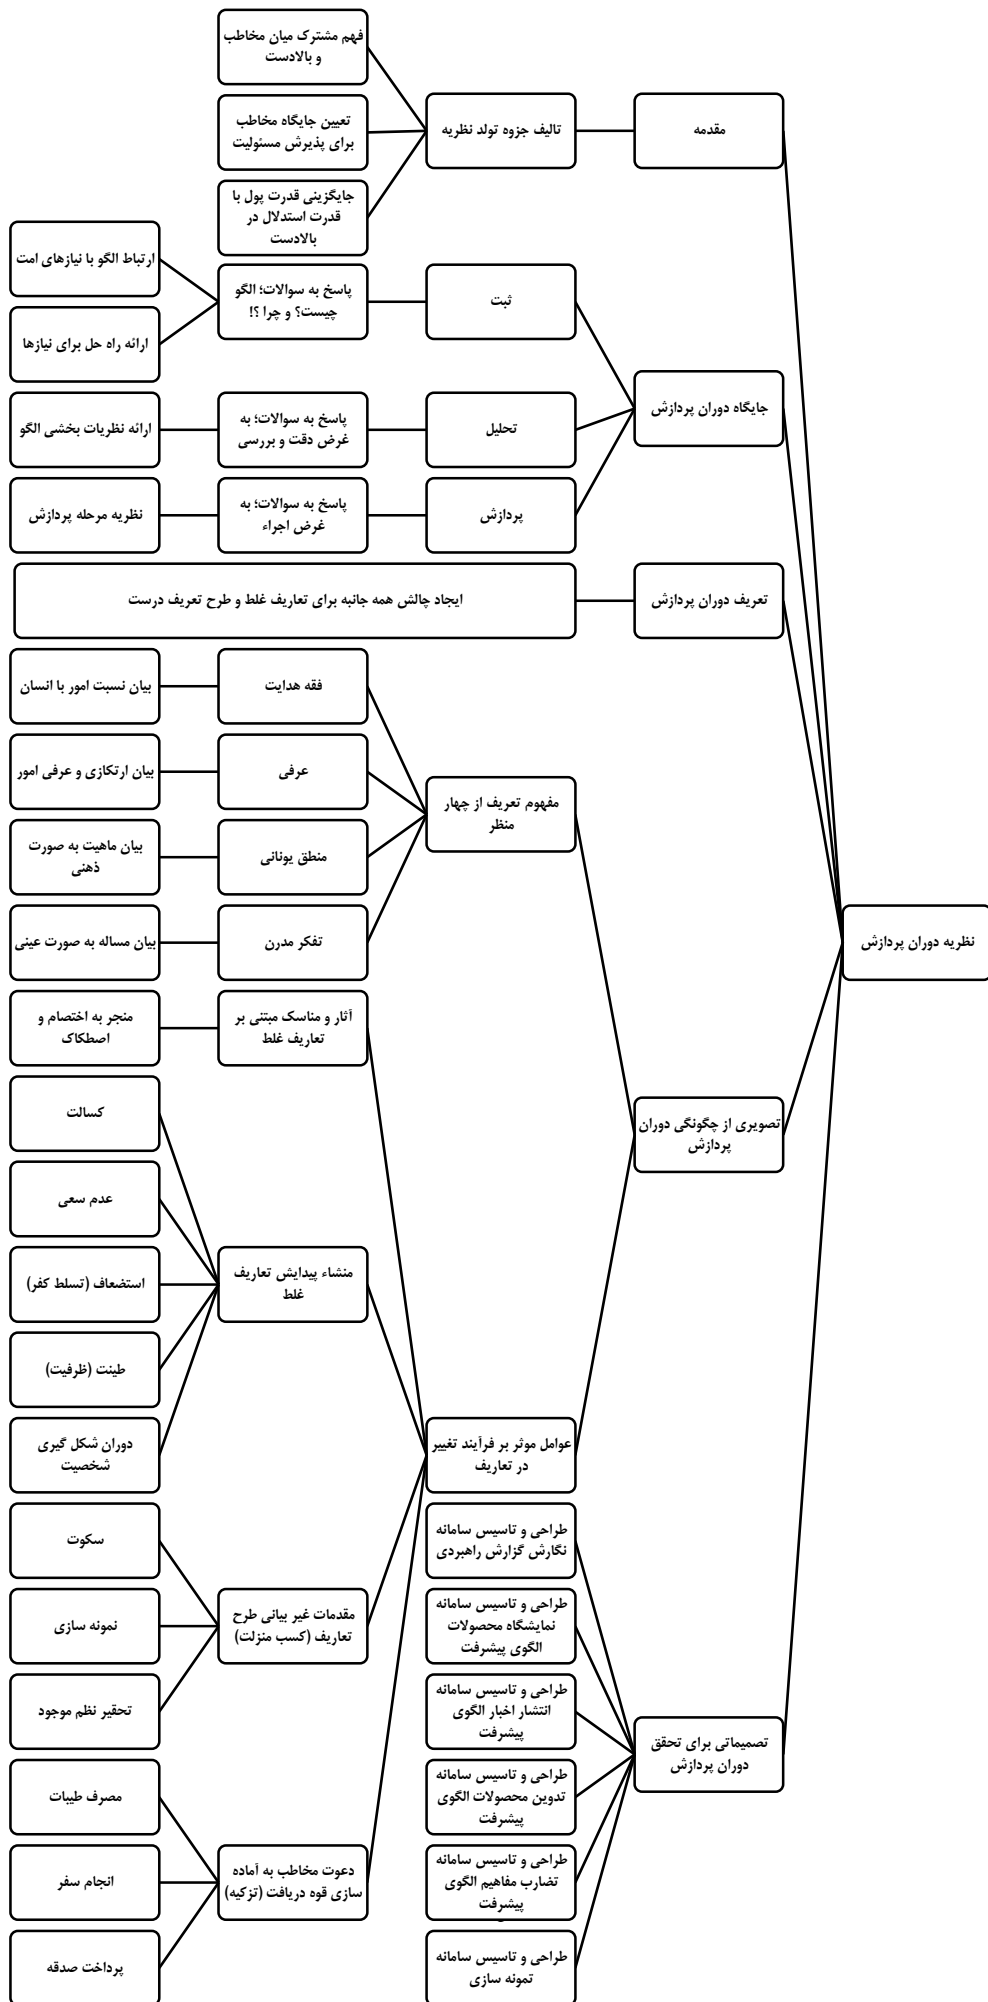 نظریه دوران پردازش
مقدمه
تالیف جزوه تولد نظریه
فهم مشترک میان مخاطب
و بالادست
تعیین جایگاه مخاطب
برای پذیرش مسئولیت
جایگزینی قدرت پول با
قدرت استدلال در
بالادست
جایگاه دوران پردازش
ثبت
پاسخ به سوالات؛ الگو
چیست؟ و چرا ؟!
ارتباط الگو با نیازهای امت
ارائه راه حل برای نیازها
تحلیل
پاسخ به سوالات؛ به
غرض دقت و بررسی
ارائه نظریات بخشی الگو
پردازش
پاسخ به سوالات؛ به
غرض اجراء
نظریه مرحله پردازش
تعریف دوران پردازش
ایجاد چالش همه جانبه برای تعاریف غلط و طرح تعریف درست
تصویری از چگونگی دوران
پردازش
مفهوم تعریف از چهار
منظر
فقه هدایت
بیان نسبت امور با انسان
عرفی
بیان ارتکازی و عرفی امور
منطق یونانی
بیان ماهیت به صورت
ذهنی
تفکر مدرن
بیان مساله به صورت عینی
عوامل موثر بر فرآیند تغییر
در تعاریف
آثار و مناسک مبتنی بر
تعاریف غلط
منجر به اختصام و
اصطکاک
منشاء پیدایش تعاریف
غلط
کسالت
عدم سعی
استضعاف (تسلط کفر)
طینت (ظرفیت)
دوران شکل گیری
شخصیت
مقدمات غیر بیانی طرح
تعاریف (کسب منزلت)
سکوت
نمونه سازی
تحقیر نظم موجود
دعوت مخاطب به آماده
سازی قوه دریافت (تزکیه)
مصرف طیبات
انجام سفر
پرداخت صدقه
تصمیماتی برای تحقق
دوران پردازش
طراحی و تاسیس سامانه
نگارش گزارش راهبردی
طراحی و تاسیس سامانه
نمایشگاه محصولات
الگوی پیشرفت
طراحی و تاسیس سامانه
انتشار اخبار الگوی
پیشرفت
طراحی و تاسیس سامانه
تدوین محصولات الگوی
پیشرفت
طراحی و تاسیس سامانه
تضارب مفاهیم الگوی
پیشرفت
طراحی و تاسیس سامانه
نمونه سازی